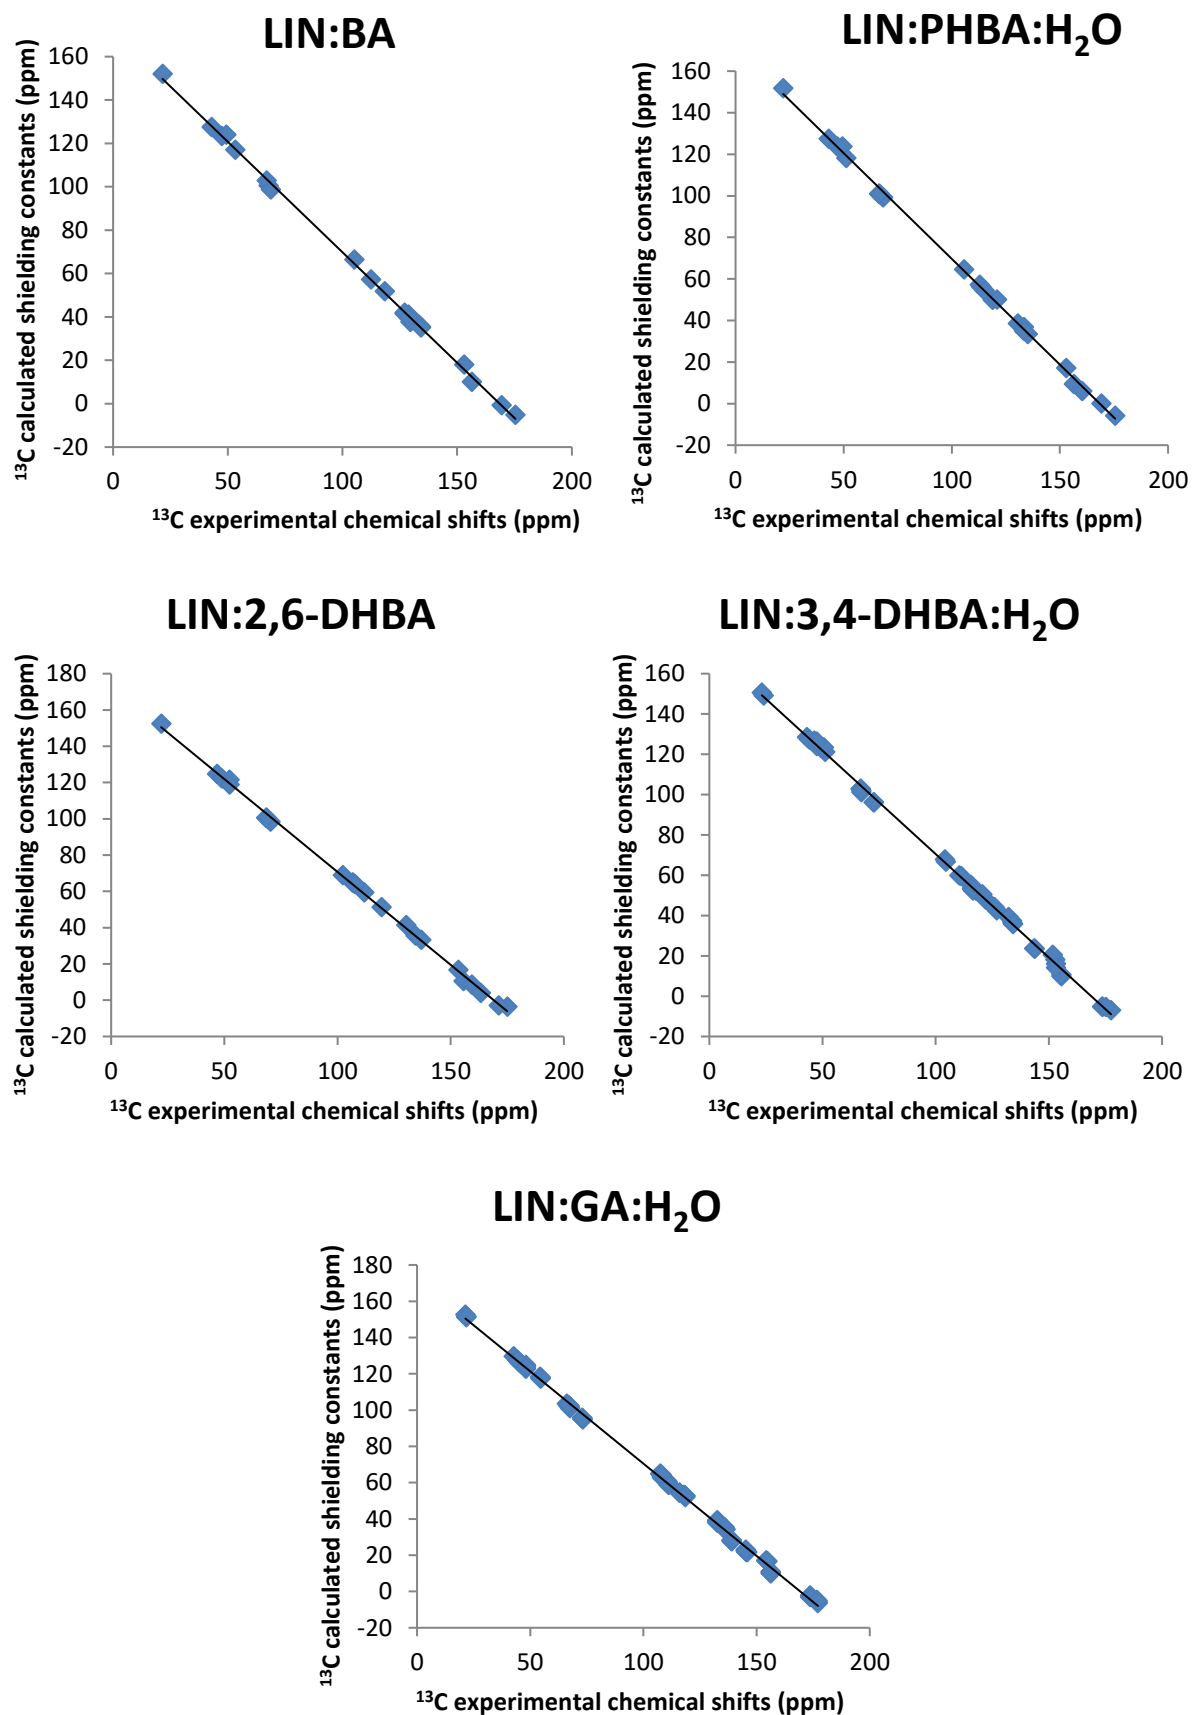 LIN:BA
¹³C calculated shielding constants (ppm)
160
140
120
100
80
60
40
20
0
-20
0 50 100 150 200
¹³C experimental chemical shifts (ppm)
LIN:PHBA:H₂O
¹³C calculated shielding constants (ppm)
160
140
120
100
80
60
40
20
0
-20
0 50 100 150 200
¹³C experimental chemical shifts (ppm)
LIN:2,6-DHBA
¹³C calculated shielding constants (ppm)
180
160
140
120
100
80
60
40
20
0
-20
0 50 100 150 200
¹³C experimental chemical shifts (ppm)
LIN:3,4-DHBA:H₂O
¹³C calculated shielding constants (ppm)
160
140
120
100
80
60
40
20
0
-20
0 50 100 150 200
¹³C experimental chemical shifts (ppm)
LIN:GA:H₂O
¹³C calculated shielding constants (ppm)
180
160
140
120
100
80
60
40
20
0
-20
0 50 100 150 200
¹³C experimental chemical shifts (ppm)